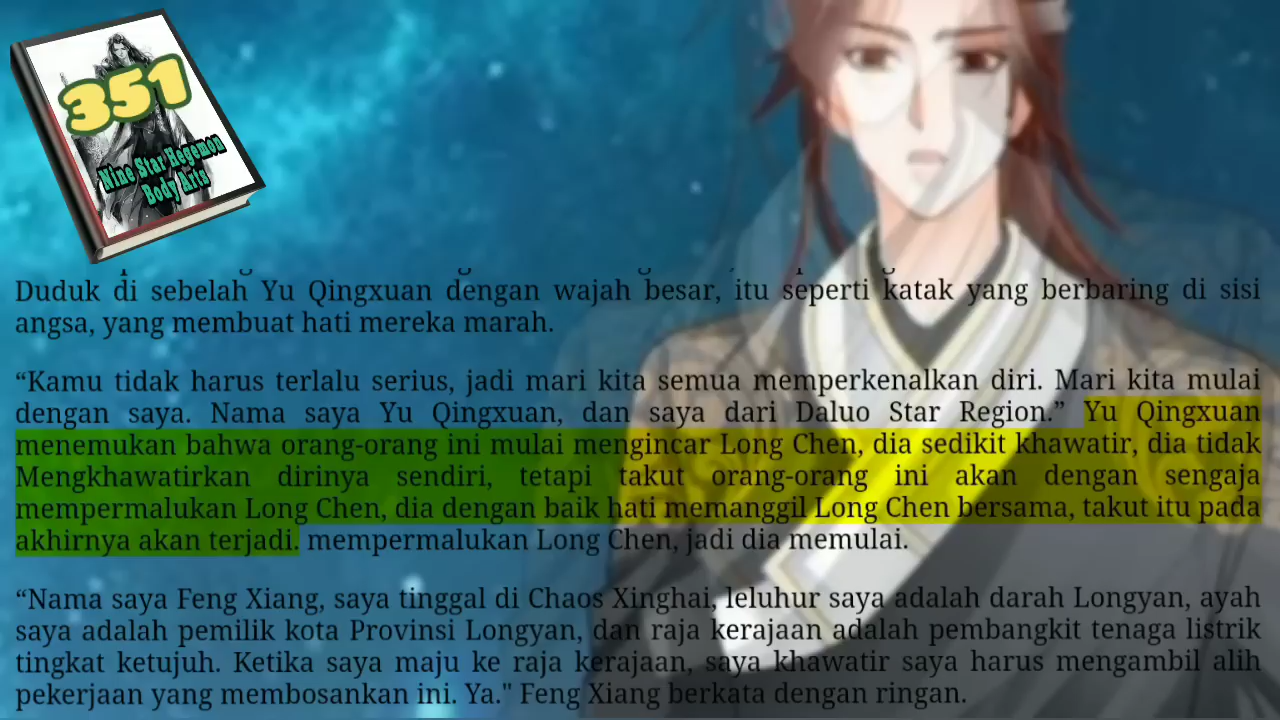 351
Nine Star Hegemon
Body Arts
Duduk di sebelah Yu Qingxuan dengan wajah besar, itu seperti katak yang berbaring di sisi
angsa, yang membuat hati mereka marah.
“Kamu tidak harus terlalu serius, jadi mari kita semua memperkenalkan diri. Mari kita mulai
dengan saya. Nama saya Yu Qingxuan, dan saya dari Daluo Star Region.” Yu Qingxuan
menemukan bahwa orang-orang ini mulai mengincar Long Chen, dia sedikit khawatir, dia tidak
Mengkhawatirkan dirinya sendiri, tetapi takut orang-orang ini akan dengan sengaja
mempermalukan Long Chen, dia dengan baik hati memanggil Long Chen bersama, takut itu pada
akhirnya akan terjadi. mempermalukan Long Chen, jadi dia memulai.
“Nama saya Feng Xiang, saya tinggal di Chaos Xinghai, leluhur saya adalah darah Longyan, ayah
saya adalah pemilik kota Provinsi Longyan, dan raja kerajaan adalah pembangkit tenaga listrik
tingkat ketujuh. Ketika saya maju ke raja kerajaan, saya khawatir saya harus mengambil alih
pekerjaan yang membosankan ini. Ya." Feng Xiang berkata dengan ringan.